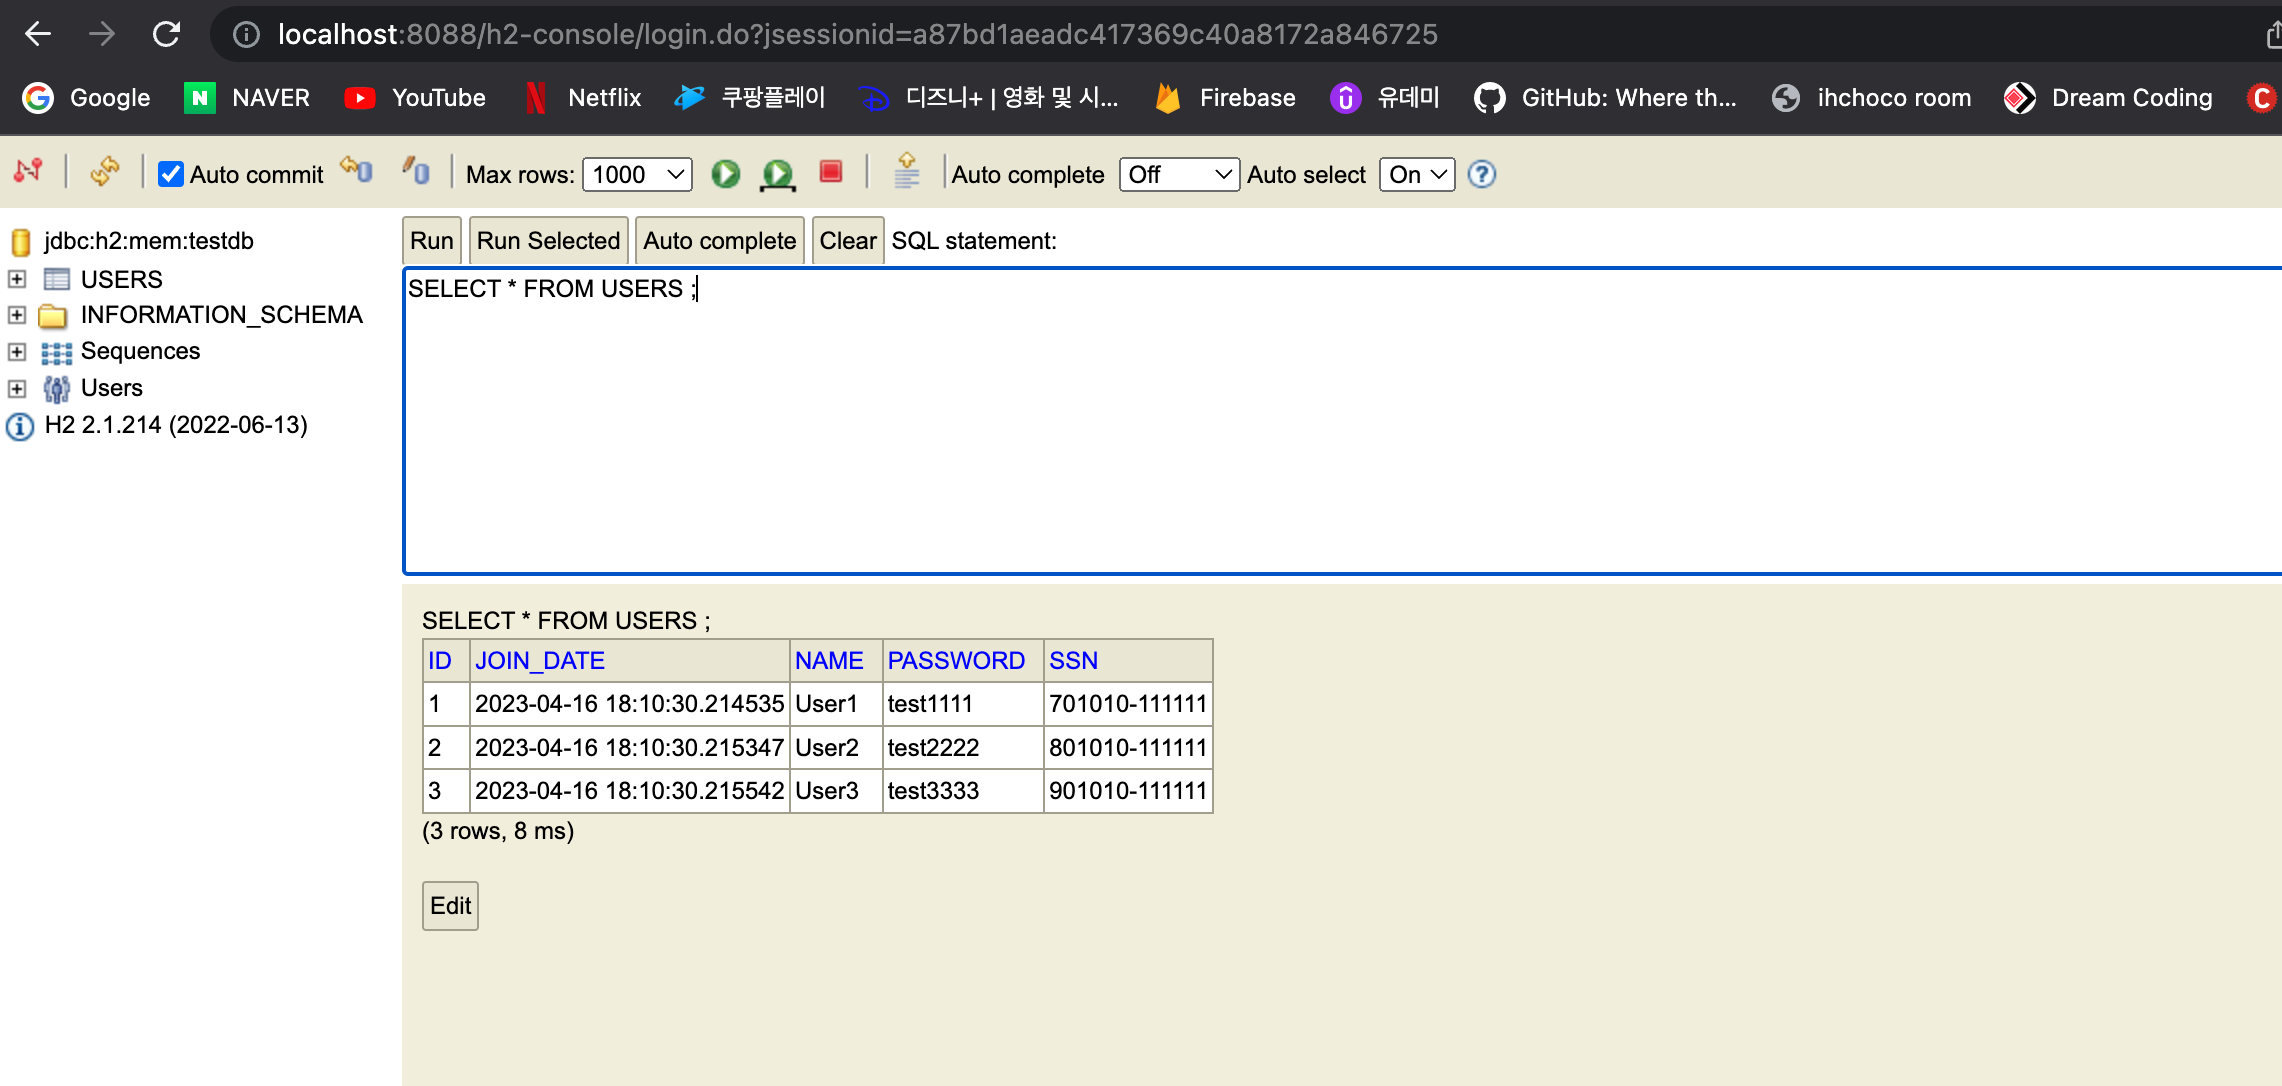 localhost:8088/h2-console/login.do?jsessionid=a87bd1aeadc417369c40a8172a846725
Google NAVER YouTube Netflix 쿠팡플레이 디즈니+ | 영화 및 시... Firebase 유데미 GitHub: Where th... ihchoco room Dream Coding
Auto commit Max rows: 1000 Auto complete Off Auto select On
Run Run Selected Auto complete Clear SQL statement:
jdbc:h2:mem:testdb
USERS
INFORMATION_SCHEMA
Sequences
Users
H2 2.1.214 (2022-06-13)
SELECT * FROM USERS ;
SELECT * FROM USERS ;
ID JOIN_DATE NAME PASSWORD SSN
1 2023-04-16 18:10:30.214535 User1 test1111 701010-111111
2 2023-04-16 18:10:30.215347 User2 test2222 801010-111111
3 2023-04-16 18:10:30.215542 User3 test3333 901010-111111
(3 rows, 8 ms)
Edit